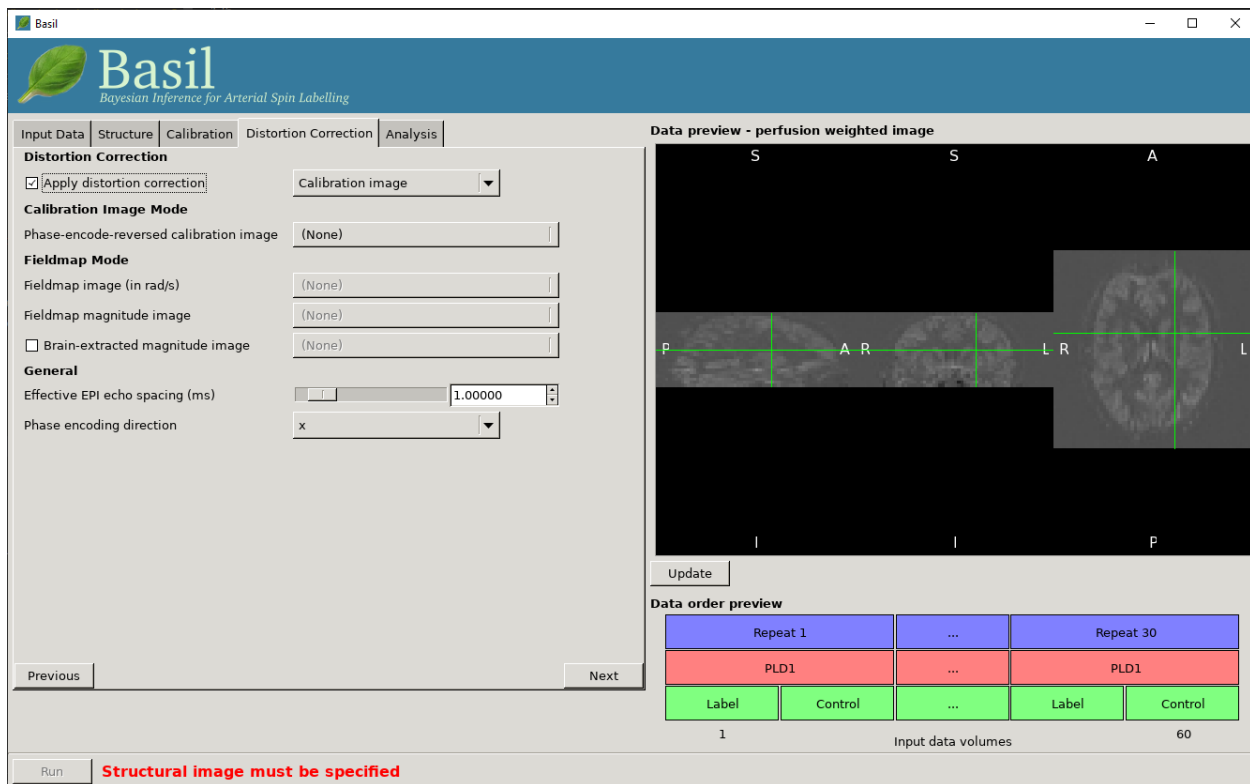 Basil
Basil
Bayesian Inference for Arterial Spin Labelling
Input Data Structure Calibration Distortion Correction Analysis
Distortion Correction
Apply distortion correction Calibration image
Calibration Image Mode
Phase-encode-reversed calibration image (None)
Fieldmap Mode
Fieldmap image (in rad/s) (None)
Fieldmap magnitude image (None)
Brain-extracted magnitude image (None)
General
Effective EPI echo spacing (ms) 1.00000
Phase encoding direction x
Previous Next
Data preview - perfusion weighted image
S S A
P A R L R L
I I P
Update
Data order preview
Repeat 1 ... Repeat 30
PLD1 ... PLD1
Label Control ... Label Control
1 Input data volumes 60
Run Structural image must be specified